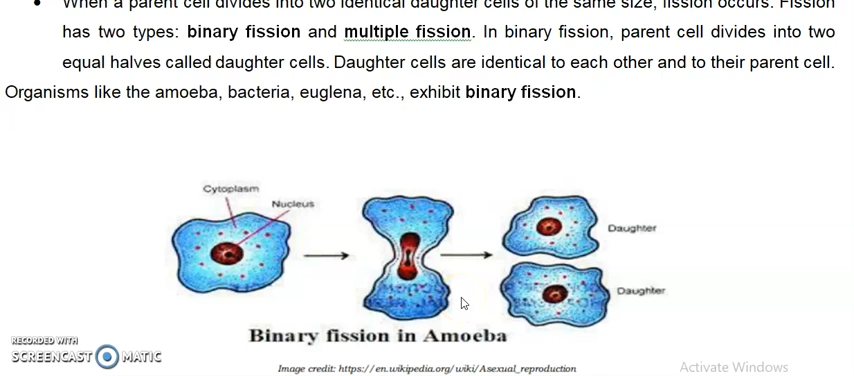 • When a parent cell divides into two identical daughter cells of the same size, fission occurs. Fission
has two types: binary fission and multiple fission. In binary fission, parent cell divides into two
equal halves called daughter cells. Daughter cells are identical to each other and to their parent cell.
Organisms like the amoeba, bacteria, euglena, etc., exhibit binary fission.
Cytoplasm
Nucleus
Daughter
Daughter
Binary fission in Amoeba
RECORDED WITH
SCREENCAST O MATIC
Image credit: https://en.wikipedia.org/wiki/Asexual_reproduction
Activate Windows